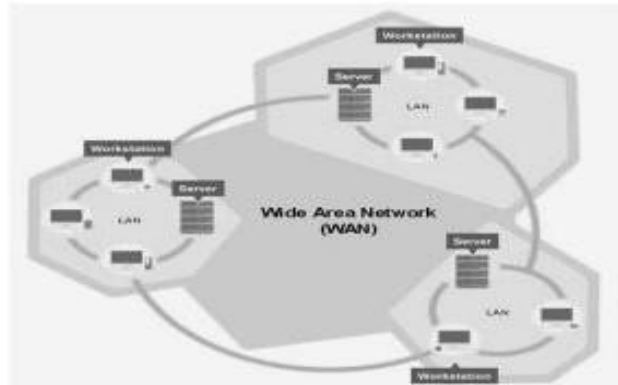 Workstation
Server
LAN
Workstation
Server
LAN
Wide Area Network
(WAN)
Server
LAN
Workstation